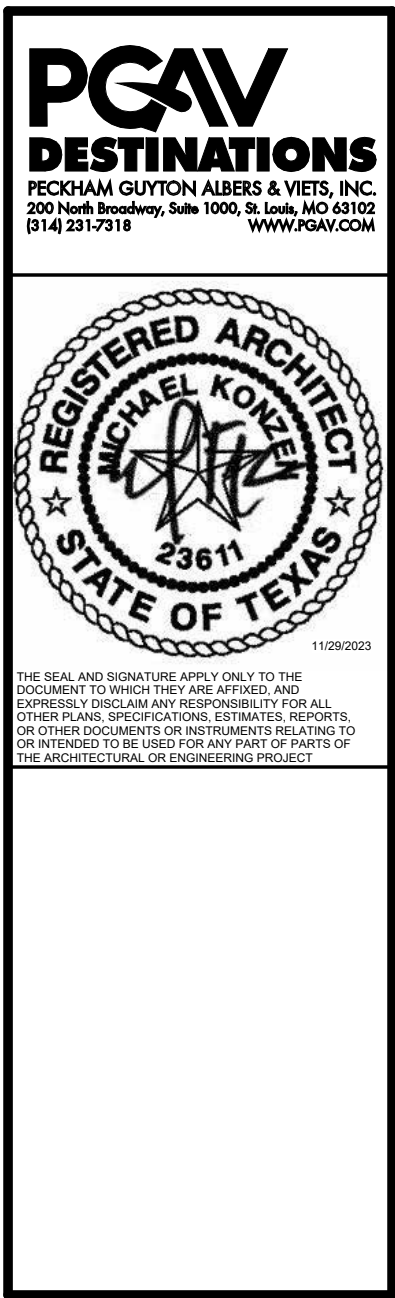 PGAV
DESTINATIONS
PECKHAM GUYTON ALBERS & VIETS, INC.
200 North Broadway, Suite 1000, St. Louis, MO 63102
(314) 231-7318 WWW.PGAV.COM
REGISTERED ARCHITECT
MICHAEL KONZEN
23611
STATE OF TEXAS
11/29/2023
THE SEAL AND SIGNATURE APPLY ONLY TO THE
DOCUMENT TO WHICH THEY ARE AFFIXED, AND
EXPRESSLY DISCLAIM ANY RESPONSIBILITY FOR ALL
OTHER PLANS, SPECIFICATIONS, ESTIMATES, REPORTS,
OR OTHER DOCUMENTS OR INSTRUMENTS RELATING TO
OR INTENDED TO BE USED FOR ANY PART OF PARTS OF
THE ARCHITECTURAL OR ENGINEERING PROJECT